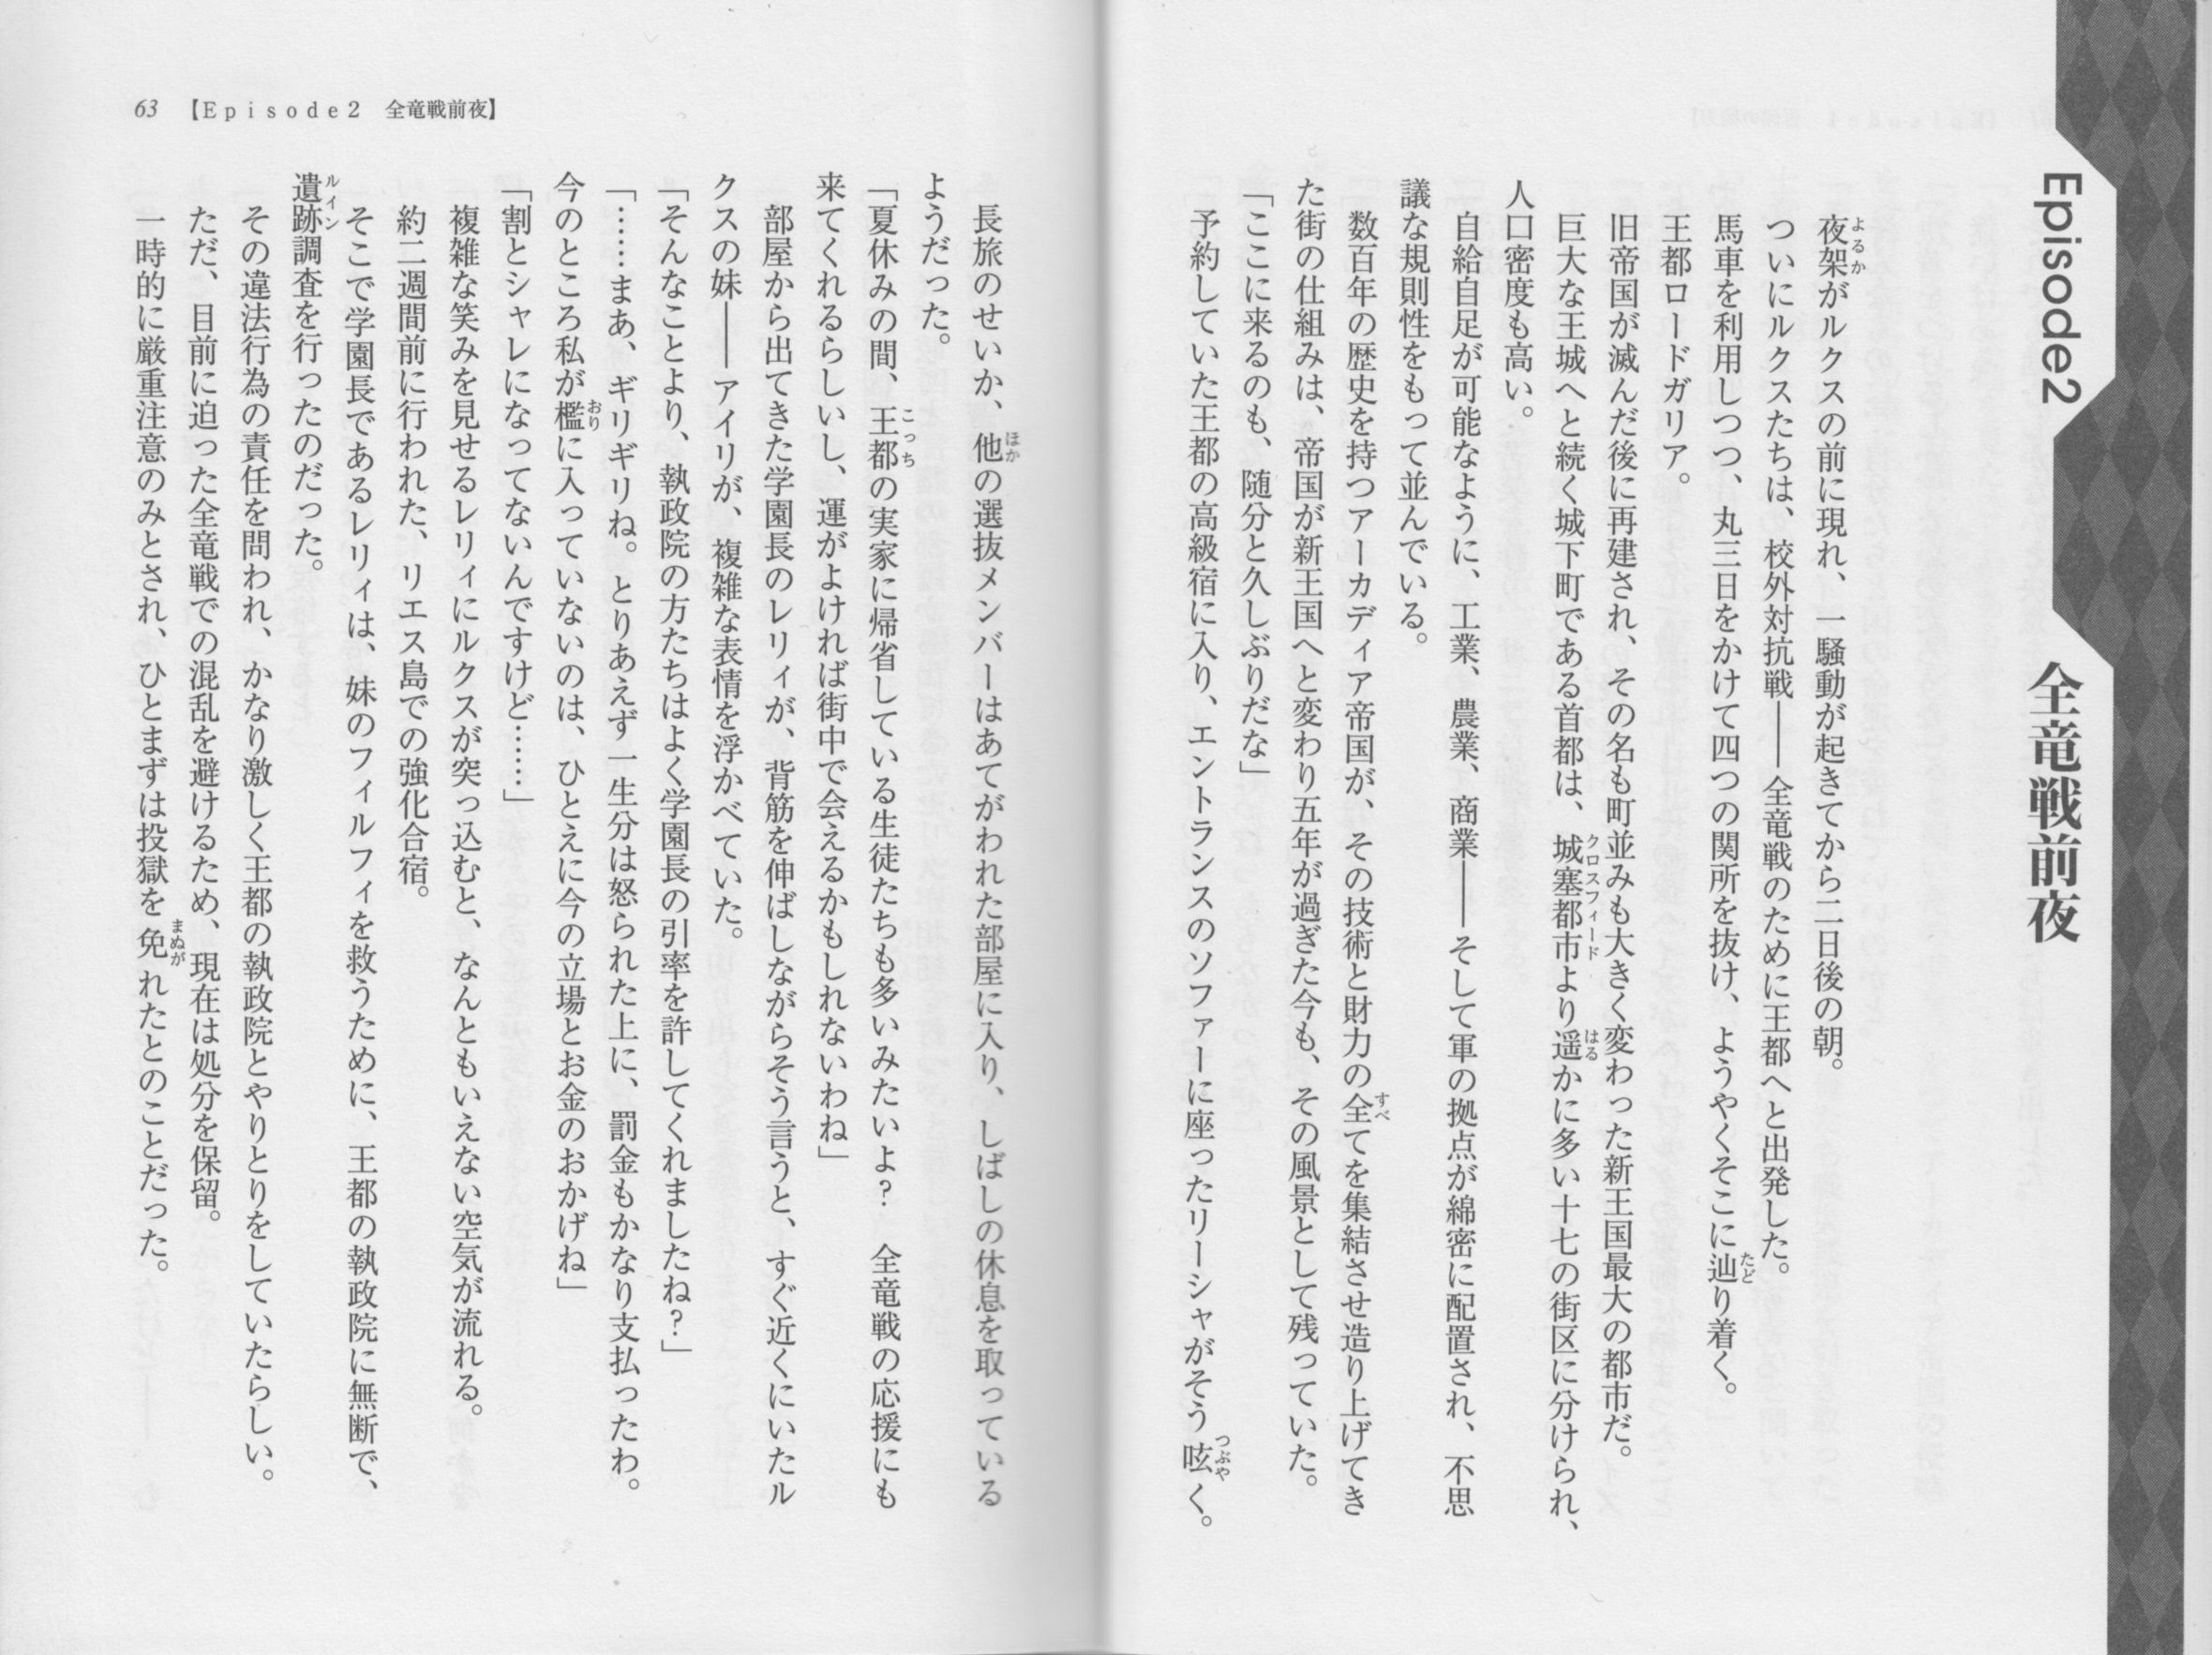 Episode2 全竜戦前夜
夜架がルクスの前に現れ、一騒動が起きてから二日後の朝。
ついにルクスたちは、校外対抗戦――全竜戦のために王都へと出発した。
馬車を利用しつつ、丸三日をかけて四つの関所を抜け、ようやくそこに辿り着く。
王都ロードガリア。
旧帝国が滅んだ後に再建され、その名も町並みも大きく変わった新王国最大の都市だ。
巨大な王城へと続く城下町である首都は、城塞都市より遥かに多い十七の街区に分けられ、
人口密度も高い。
自給自足が可能なように、工業、農業、商業――そして軍の拠点が綿密に配置され、不思
議な規則性をもって並んでいる。
数百年の歴史を持つアーカディア帝国が、その技術と財力の全てを集結させ造り上げてき
た街の仕組みは、帝国が新王国へと変わり五年が過ぎた今も、その風景として残っていた。
「ここに来るのも、随分と久しぶりだな」
予約していた王都の高級宿に入り、エントランスのソファーに座ったリーシャがそう呟く。
長旅のせいか、他の選抜メンバーはあてがわれた部屋に入り、しばしの休息を取っている
ようだった。
「夏休みの間、王都の実家に帰省している生徒たちも多いみたいよ？　全竜戦の応援にも
来てくれるらしいし、運がよければ街中で会えるかもしれないわね」
部屋から出てきた学園長のレリィが、背筋を伸ばしながらそう言うと、すぐ近くにいたル
クスの妹――アイリが、複雑な表情を浮かべていた。
「そんなことより、執政院の方たちはよく学園長の引率を許してくれましたね？」
「……まあ、ギリギリね。とりあえず一生分は怒られた上に、罰金もかなり支払ったわ。
今のところ私が檻に入っていないのは、ひとえに今の立場とお金のおかげね」
「割とシャレになってないんですけど……」
複雑な笑みを見せるレリィにルクスが突っ込むと、なんともいえない空気が流れる。
約二週間前に行われた、リエス島での強化合宿。
そこで学園長であるレリィは、妹のフィルフィを救うために、王都の執政院に無断で、
遺跡調査を行ったのだった。
その違法行為の責任を問われ、かなり激しく王都の執政院とやりとりをしていたらしい。
ただ、目前に迫った全竜戦での混乱を避けるため、現在は処分を保留。
一時的に厳重注意のみとされ、ひとまずは投獄を免れたとのことだった。
63 【Episode2　全竜戦前夜】